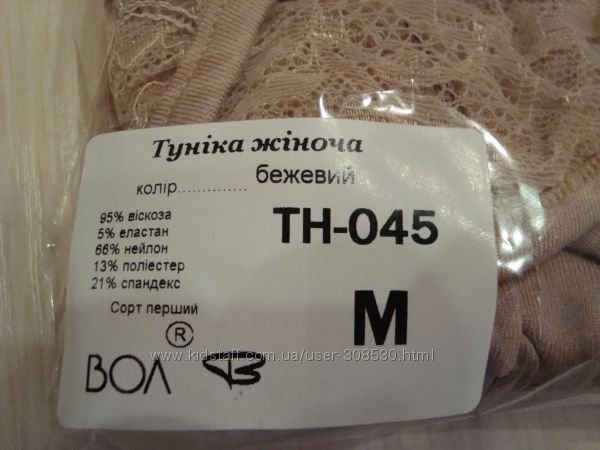 Туніка жіноча
колір.............. бежевий
95% віскоза
5% еластан
66% нейлон
13% поліестер
21% спандекс
ТН-045
Сорт перший
M
®
ВОЛ
www.kidstaff.com.ua/user-308530.html